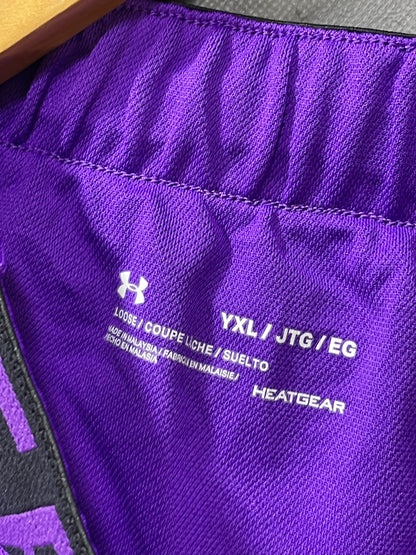 YXL / JTG / EG
LOOSE / COUPE LÂCHE / SUELTO
MADE IN MALAYSIA / FABRIQUÉ EN MALAISIE /
HECHO EN MALASIA
HEATGEAR